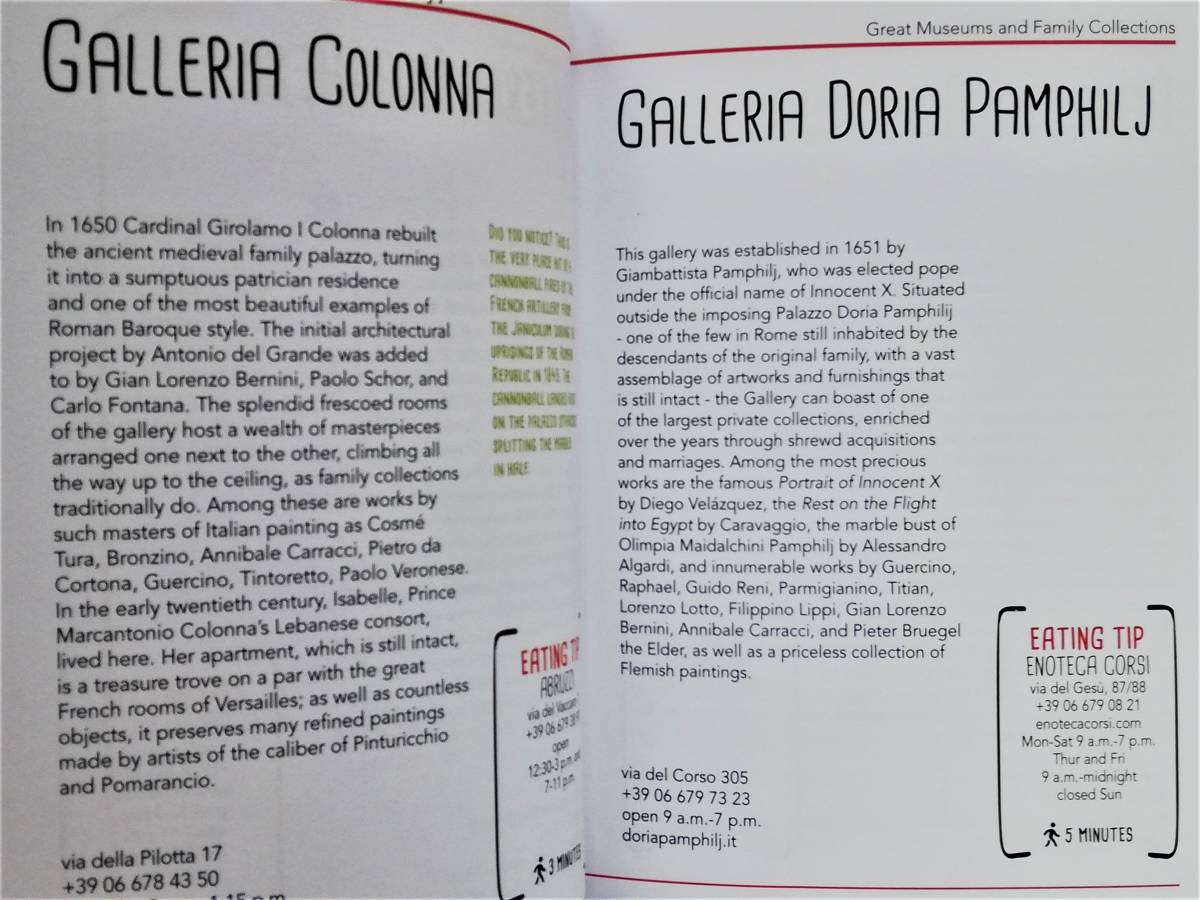 GALLERIA COLONNA
In 1650 Cardinal Girolamo I Colonna rebuilt
the ancient medieval family palazzo, turning
it into a sumptuous patrician residence
and one of the most beautiful examples of
Roman Baroque style. The initial architectural
project by Antonio del Grande was added
to by Gian Lorenzo Bernini, Paolo Schor, and
Carlo Fontana. The splendid frescoed rooms
of the gallery host a wealth of masterpieces
arranged one next to the other, climbing all
the way up to the ceiling, as family collections
traditionally do. Among these are works by
such masters of Italian painting as Cosmé
Tura, Bronzino, Annibale Carracci, Pietro da
Cortona, Guercino, Tintoretto, Paolo Veronese.
In the early twentieth century, Isabelle, Prince
Marcantonio Colonna's Lebanese consort,
lived here. Her apartment, which is still intact,
is a treasure trove on a par with the great
French rooms of Versailles; as well as countless
objects, it preserves many refined paintings
made by artists of the caliber of Pinturicchio
and Pomarancio.
via della Pilotta 17
+39 06 678 43 50
DID YOU NOTICE? THIS
THE VERY PLACE HIT
CANNONBALL FIRED
FRENCH ARTILLERY
THE JANICULUM DURING
UPRISINGS OF THE
REPUBLIC IN
CANNONBALL
ON THE PALAZZO
SPLITTING THE
IN HALF.
EATING
ABRUZZI
via del
+39 06 679
open
12:30-3 p.m.
7-11 p.m.
3 MINUTES
Great Museums and Family Collections
GALLERIA DORIA PAMPHILJ
This gallery was established in 1651 by
Giambattista Pamphilj, who was elected pope
under the official name of Innocent X. Situated
outside the imposing Palazzo Doria Pamphilij
- one of the few in Rome still inhabited by the
descendants of the original family, with a vast
assemblage of artworks and furnishings that
is still intact - the Gallery can boast of one
of the largest private collections, enriched
over the years through shrewd acquisitions
and marriages. Among the most precious
works are the famous Portrait of Innocent X
by Diego Velázquez, the Rest on the Flight
into Egypt by Caravaggio, the marble bust of
Olimpia Maidalchini Pamphilj by Alessandro
Algardi, and innumerable works by Guercino,
Raphael, Guido Reni, Parmigianino, Titian,
Lorenzo Lotto, Filippino Lippi, Gian Lorenzo
Bernini, Annibale Carracci, and Pieter Bruegel
the Elder, as well as a priceless collection of
Flemish paintings.
via del Corso 305
+39 06 679 73 23
open 9 a.m.-7 p.m.
doriapamphilj.it
EATING TIP
ENOTECA CORSI
via del Gesù, 87/88
+39 06 679 08 21
enotecacorsi.com
Mon-Sat 9 a.m.-7 p.m.
Thur and Fri
9 a.m.-midnight
closed Sun
5 MINUTES